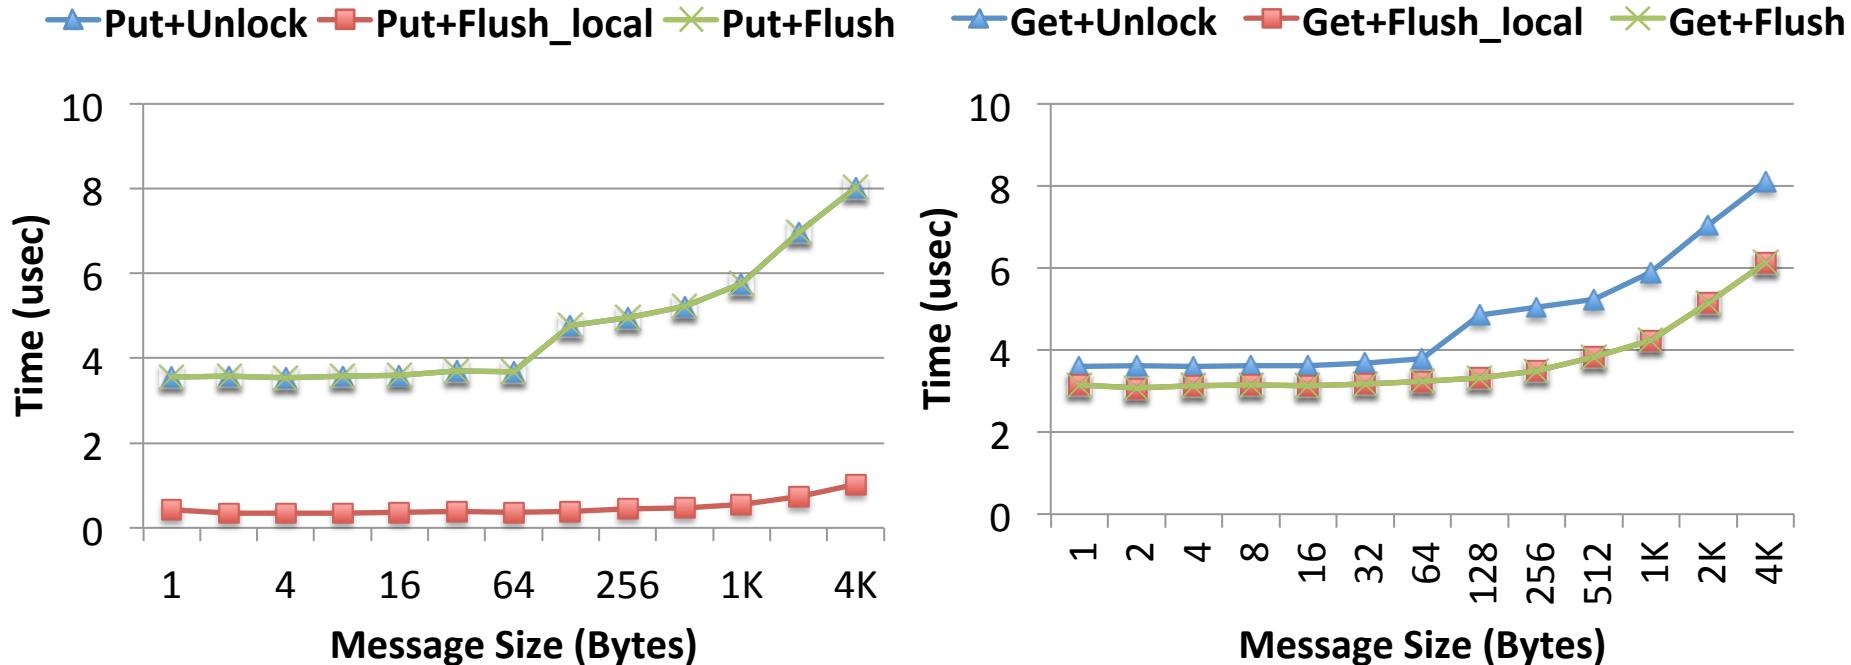 Put+Unlock Put+Flush_local Put+Flush
10
8
6
4
2
0
Time (usec)
1 4 16 64 256 1K 4K
Message Size (Bytes)
Get+Unlock Get+Flush_local Get+Flush
10
8
6
4
2
0
Time (usec)
1 2 4 8 16 32 64 128 256 512 1K 2K 4K
Message Size (Bytes)